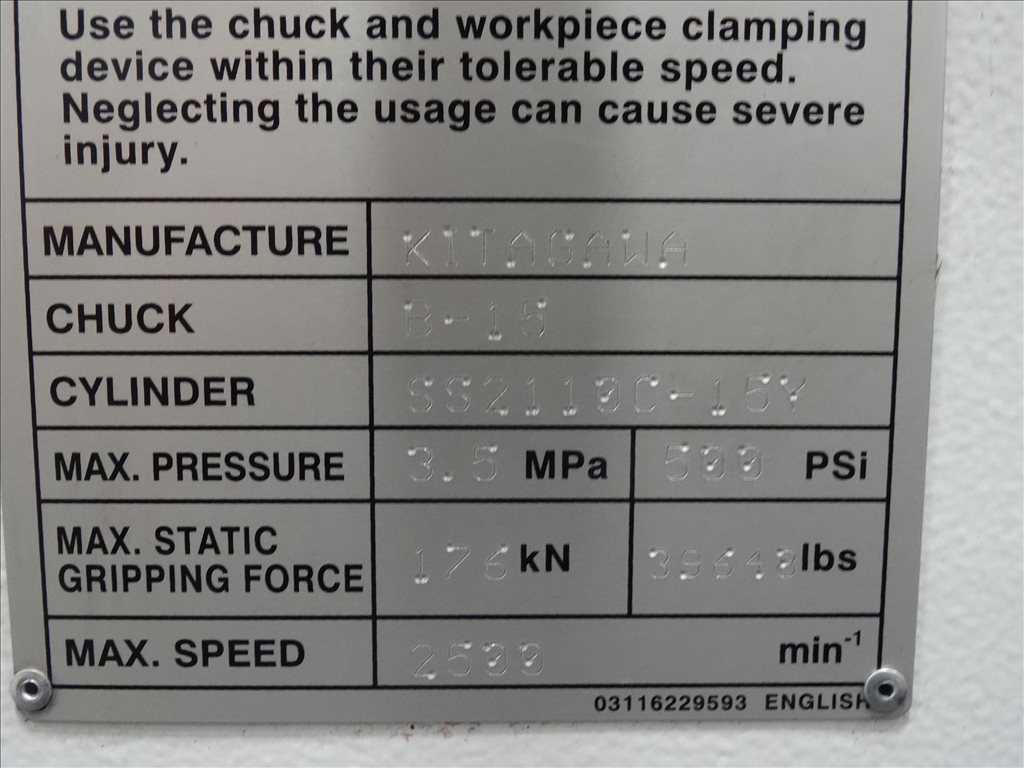 Use the chuck and workpiece clamping
device within their tolerable speed.
Neglecting the usage can cause severe
injury.
MANUFACTURE KITAGAWA
CHUCK B-15
CYLINDER SS2110C-15Y
MAX. PRESSURE 3.5 MPa 500 PSi
MAX. STATIC
GRIPPING FORCE 176 kN 39648 lbs
MAX. SPEED 2500 min-1
03116229593 ENGLISH